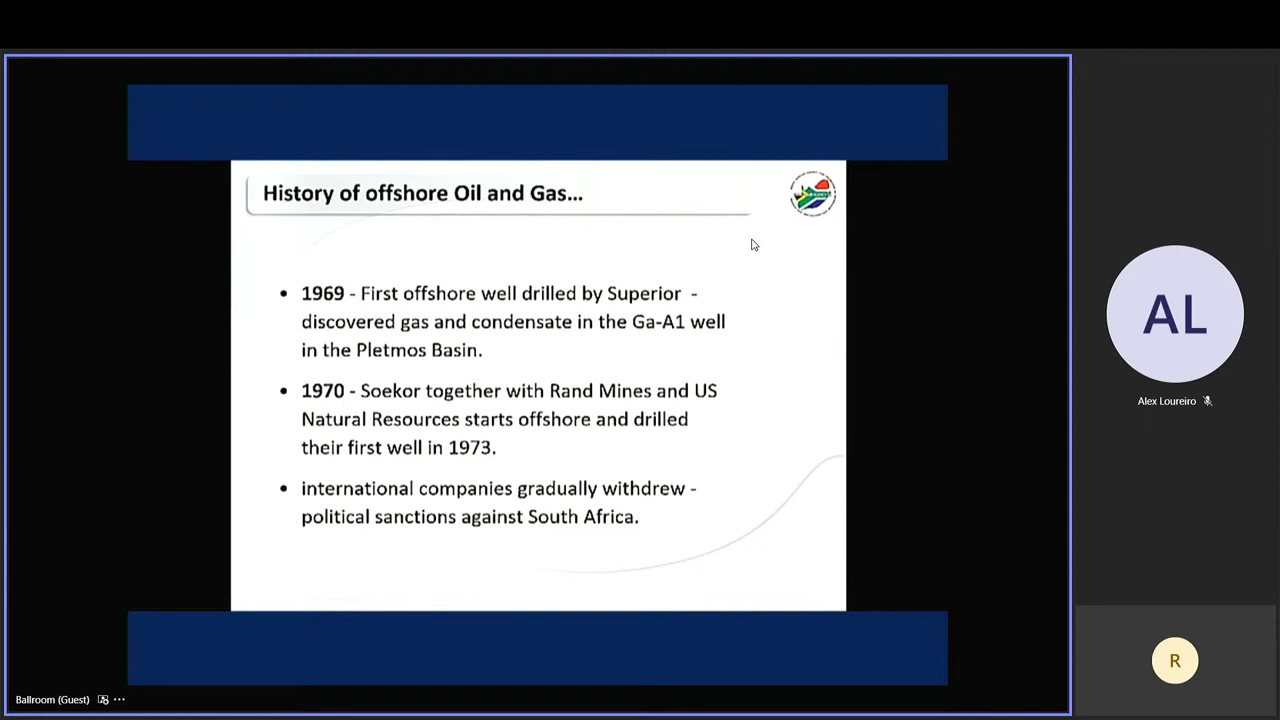 History of offshore Oil and Gas...
• 1969 - First offshore well drilled by Superior -
discovered gas and condensate in the Ga-A1 well
in the Pletmos Basin.
• 1970 - Soekor together with Rand Mines and US
Natural Resources starts offshore and drilled
their first well in 1973.
• international companies gradually withdrew -
political sanctions against South Africa.
AL
Alex Loureiro
R
Ballroom (Guest)